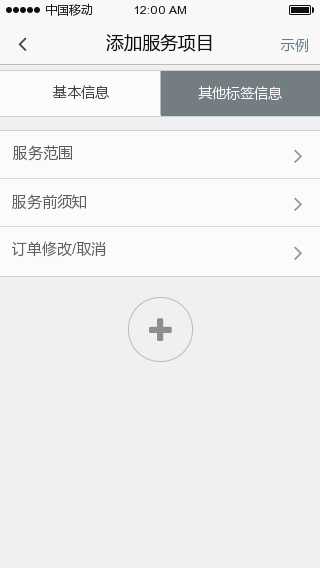 中国移动 12:00 AM
添加服务项目 示例
基本信息 其他标签信息
服务范围
服务前须知
订单修改/取消